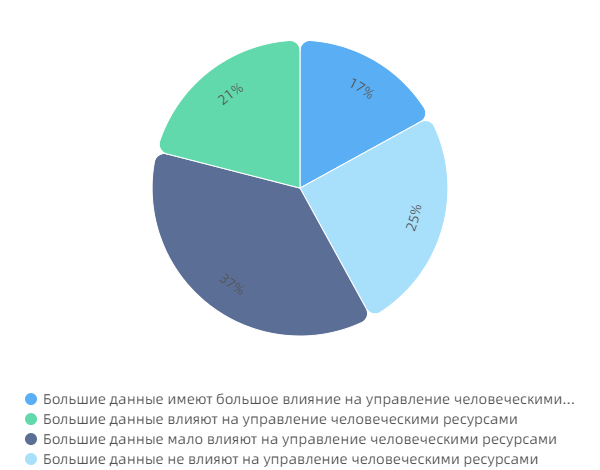 17%
21%
25%
37%
Большие данные имеют большое влияние на управление человеческими...
Большие данные влияют на управление человеческими ресурсами
Большие данные мало влияют на управление человеческими ресурсами
Большие данные не влияют на управление человеческими ресурсами